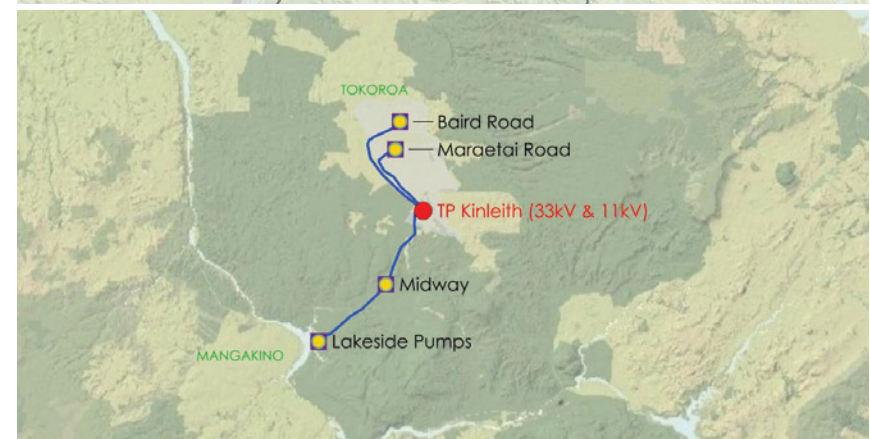 TOKOROA
Baird Road
Maraetai Road
TP Kinleith (33kV & 11kV)
Midway
Lakeside Pumps
MANGAKINO